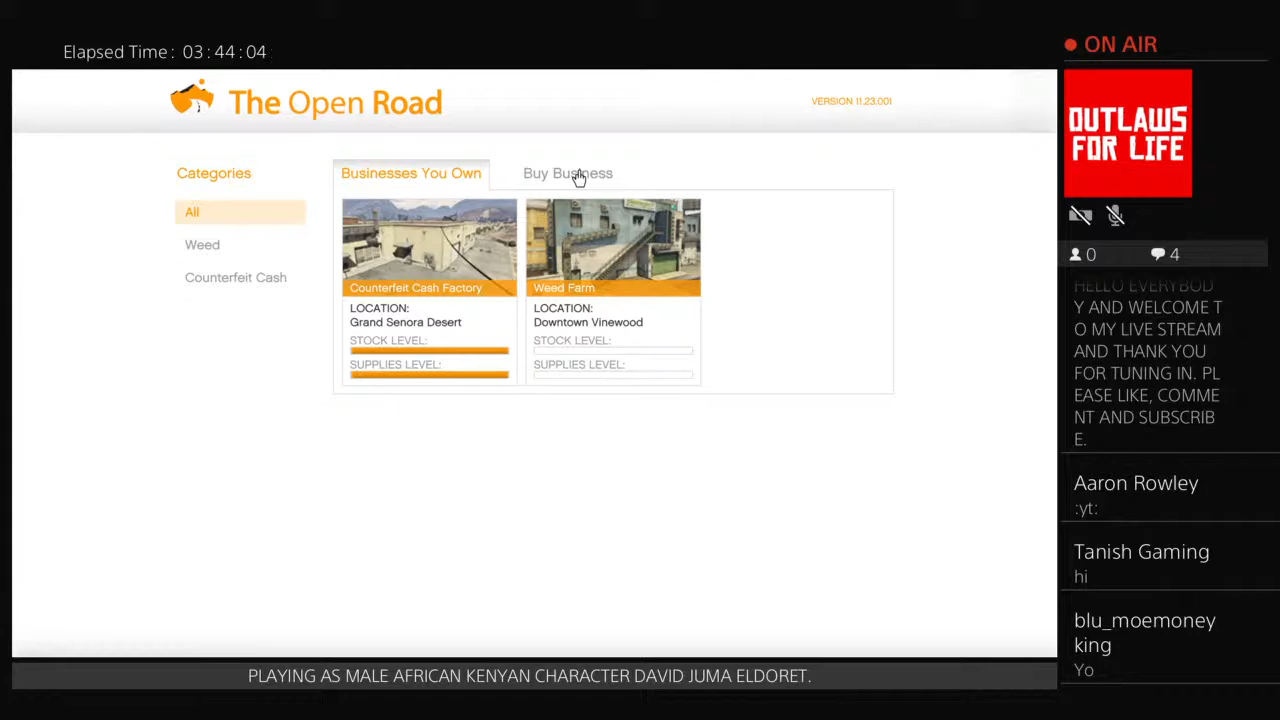 Elapsed Time: 03:44:04
ON AIR
The Open Road
VERSION 11.23.001
OUTLAWS
FOR LIFE
Categories
Businesses You Own
Buy Business
All
Weed
Counterfeit Cash
Counterfeit Cash Factory
LOCATION:
Grand Senora Desert
STOCK LEVEL:
SUPPLIES LEVEL:
Weed Farm
LOCATION:
Downtown Vinewood
STOCK LEVEL:
SUPPLIES LEVEL:
0
4
HELLO EVERYBOD
Y AND WELCOME T
O MY LIVE STREAM
AND THANK YOU
FOR TUNING IN. PL
EASE LIKE, COMME
NT AND SUBSCRIB
E.
Aaron Rowley
:yt:
Tanish Gaming
hi
blu_moemoney
king
Yo
PLAYING AS MALE AFRICAN KENYAN CHARACTER DAVID JUMA ELDORET.